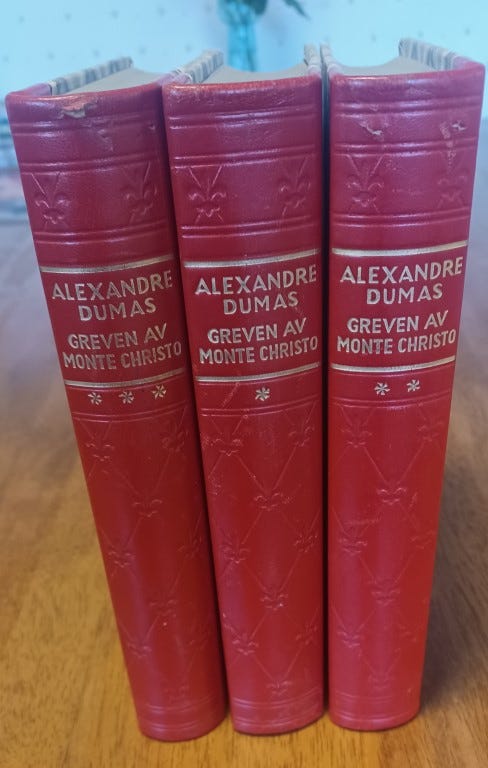 ALEXANDRE
DUMAS
GREVEN AV
MONTE CHRISTO
* * *
ALEXANDRE
DUMAS
GREVEN AV
MONTE CHRISTO
*
ALEXANDRE
DUMAS
GREVEN AV
MONTE CHRISTO
* *